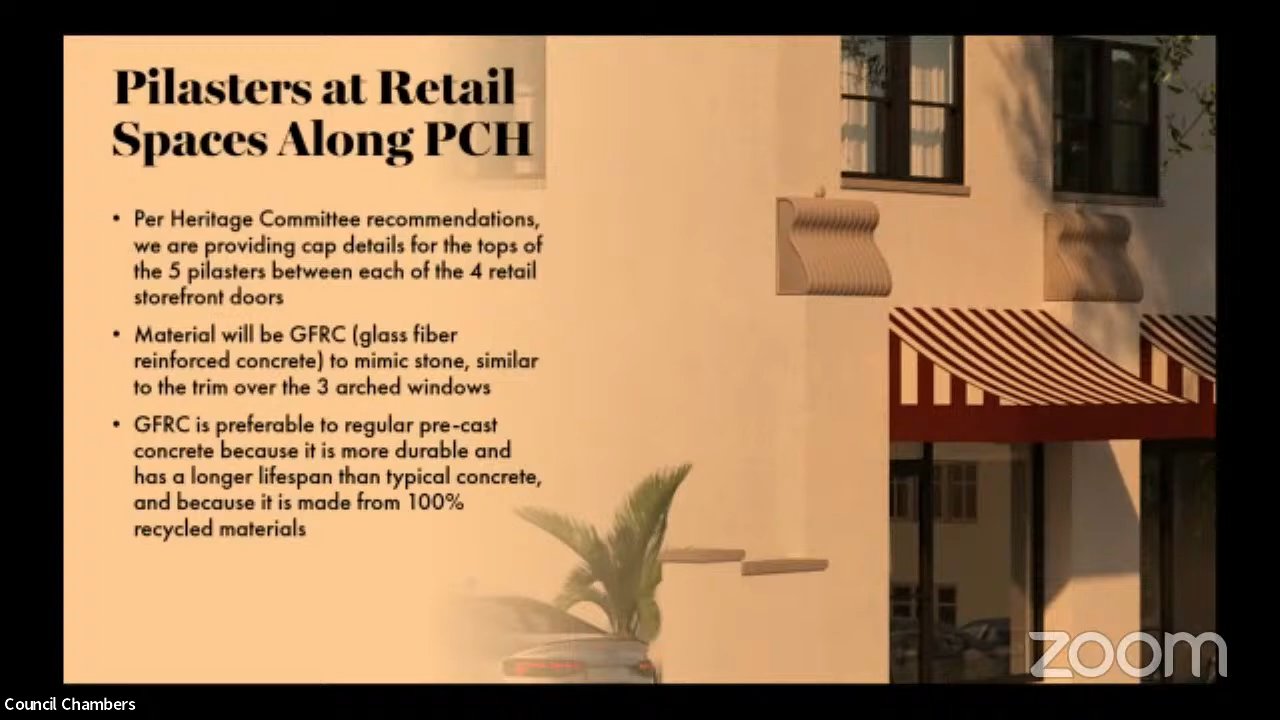 Pilasters at Retail
Spaces Along PCH
• Per Heritage Committee recommendations,
we are providing cap details for the tops of
the 5 pilasters between each of the 4 retail
storefront doors
• Material will be GFRC (glass fiber
reinforced concrete) to mimic stone, similar
to the trim over the 3 arched windows
• GFRC is preferable to regular pre-cast
concrete because it is more durable and
has a longer lifespan than typical concrete,
and because it is made from 100%
recycled materials
zoom
Council Chambers